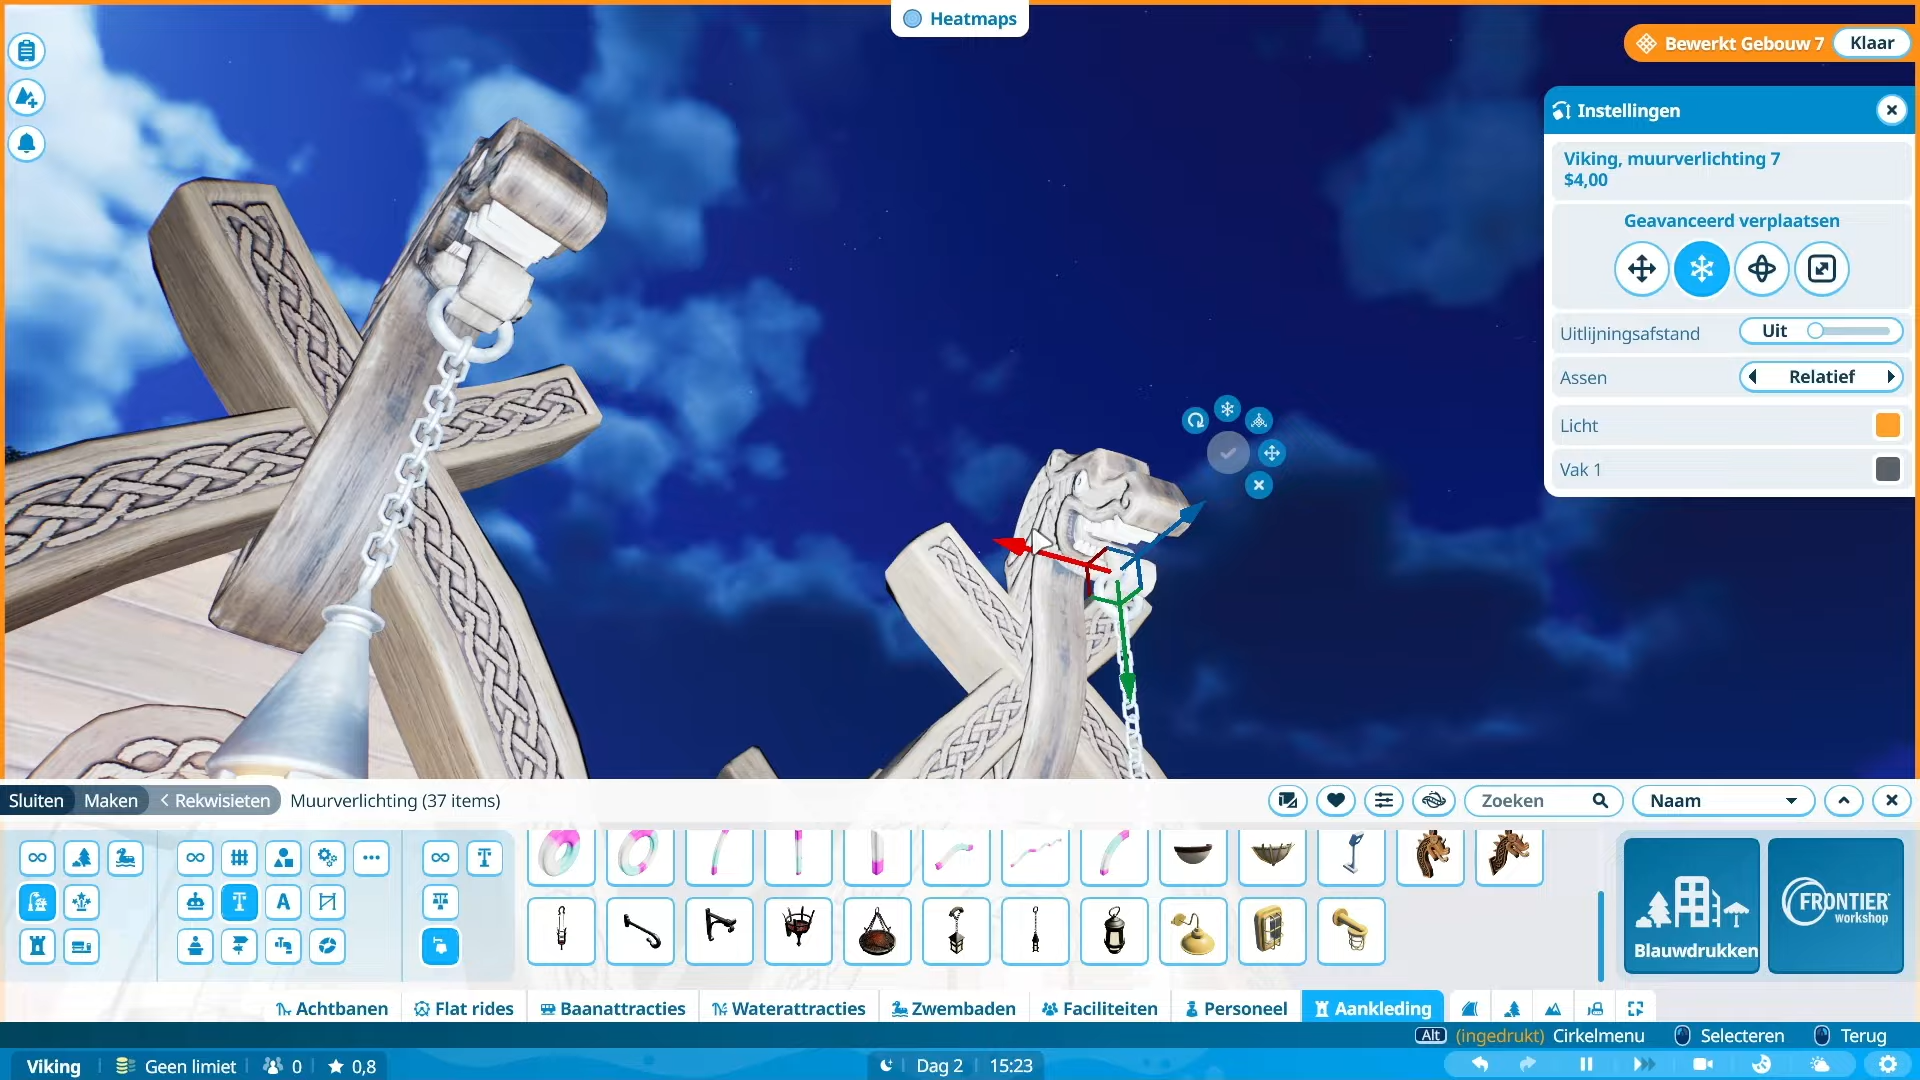 Heatmaps
Bewerkt Gebouw 7
Klaar
Instellingen
Viking, muurverlichting 7
$4,00
Geavanceerd verplaatsen
Uitlijningsafstand
Uit
Assen
Relatief
Licht
Vak 1
Sluiten
Maken
Rekwisieten
Muurverlichting (37 items)
Zoeken
Naam
Blauwdrukken
FRONTIER
workshop
Achtbanen
Flat rides
Baanattracties
Waterattracties
Zwembaden
Faciliteiten
Personeel
Aankleding
Alt (ingedrukt) Cirkelmenu
Selecteren
Terug
Viking
Geen limiet
0
0,8
Dag 2
15:23